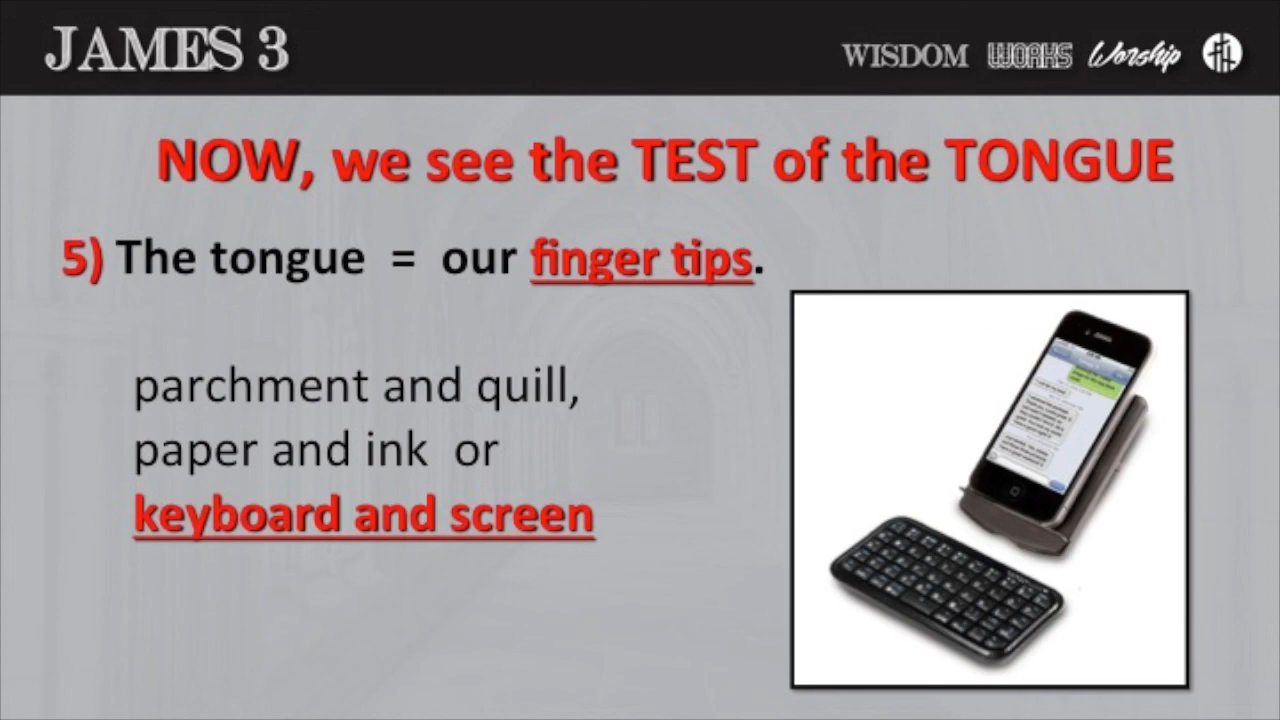 JAMES 3
WISDOM WORKS Worship
NOW, we see the TEST of the TONGUE
5) The tongue = our finger tips.
parchment and quill,
paper and ink or
keyboard and screen